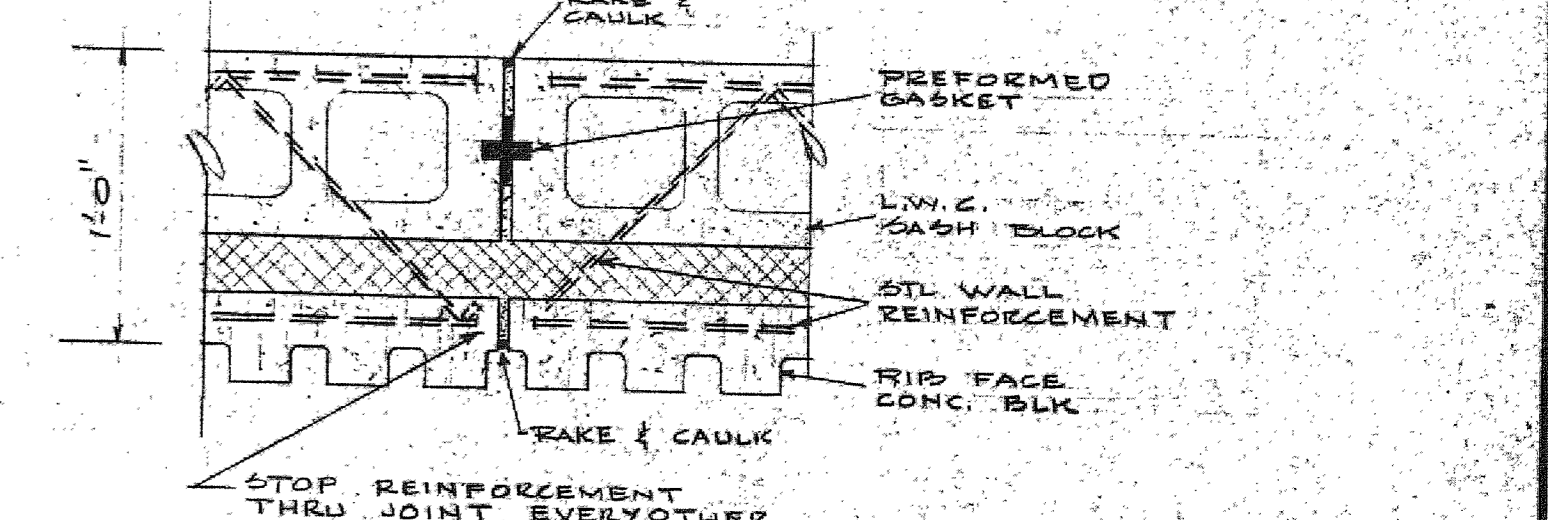 RAKE &
CAULK
PREFORMED
GASKET
1'-0"
L.W.C.
SASH BLOCK
STL WALL
REINFORCEMENT
RIB FACE
CONC. BLK
RAKE & CAULK
STOP REINFORCEMENT
THRU JOINT EVERYOTHER